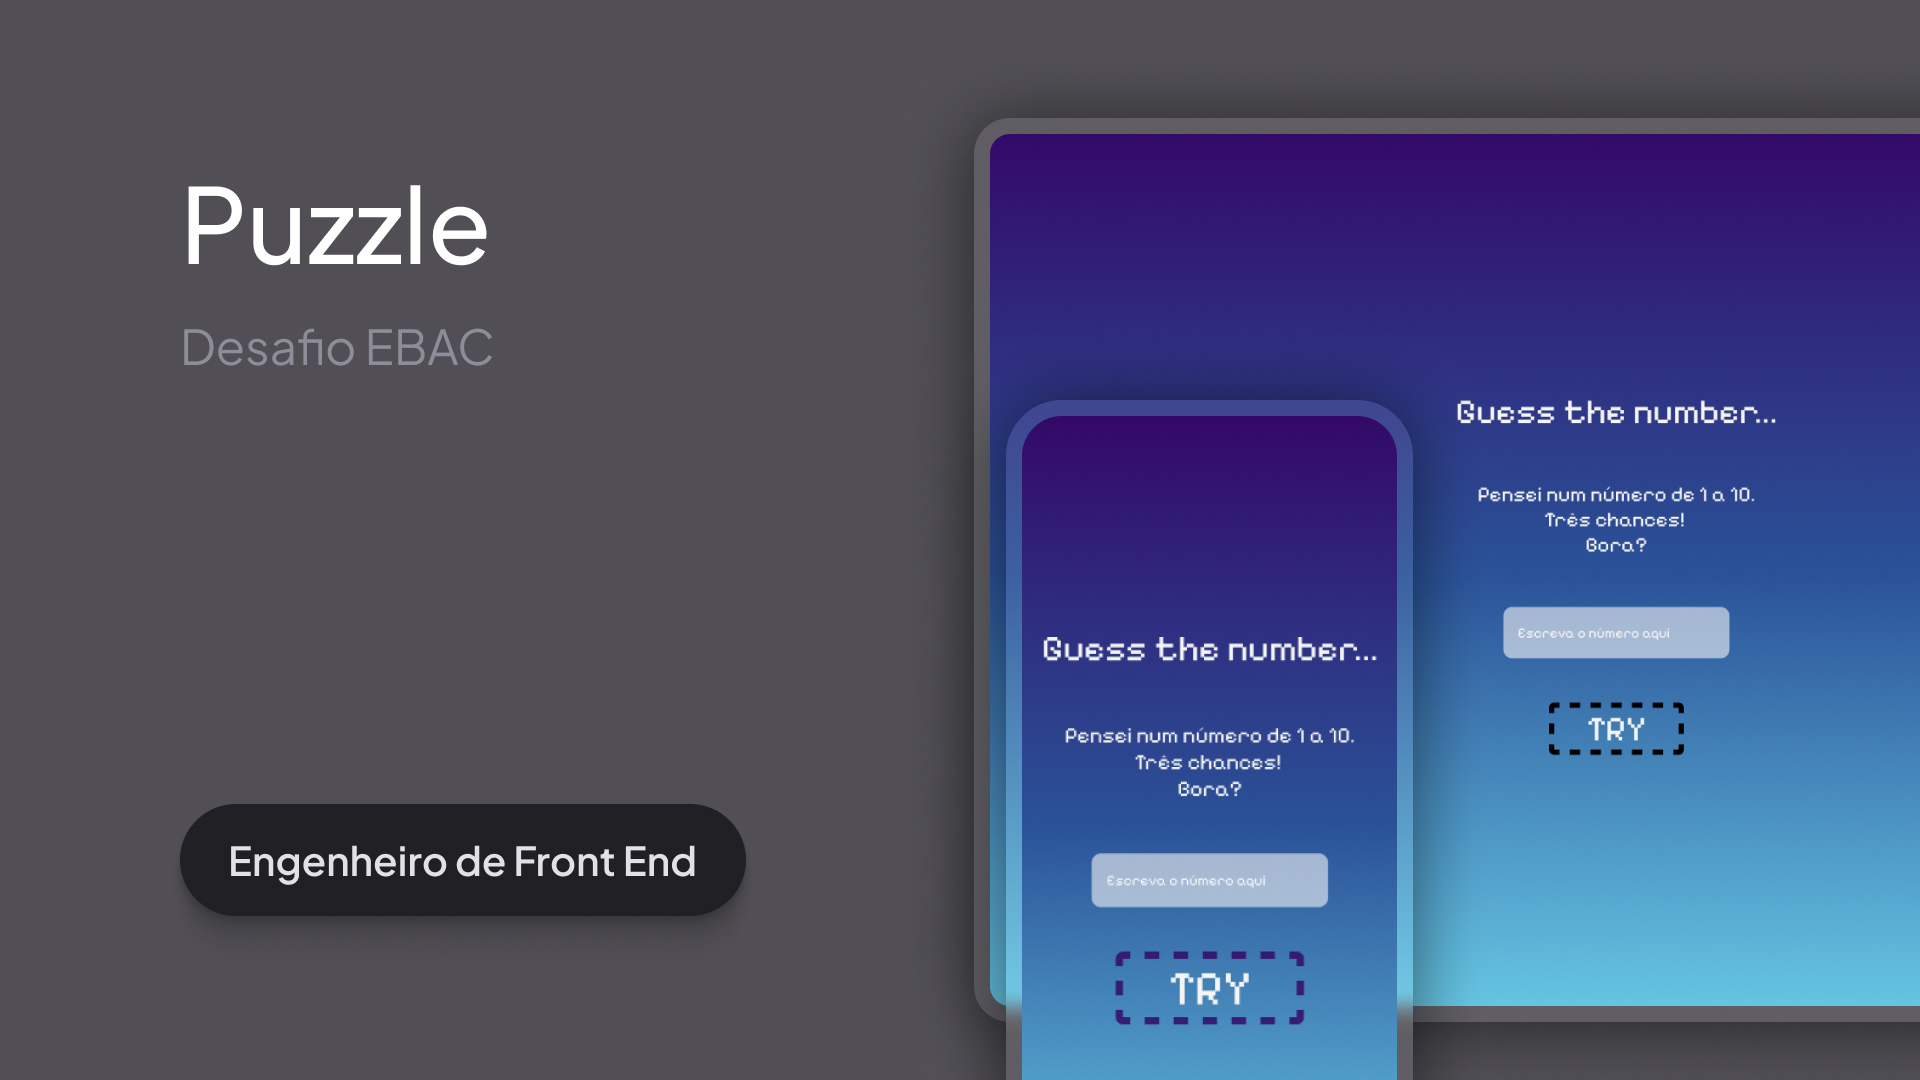 Puzzle
Desafio EBAC
Engenheiro de Front End
Guess the number...
Pensei num número de 1 a 10.
Três chances!
Bora?
Escreva o número aqui
TRY
Guess the number...
Pensei num número de 1 a 10.
Três chances!
Bora?
Escreva o número aqui
TRY